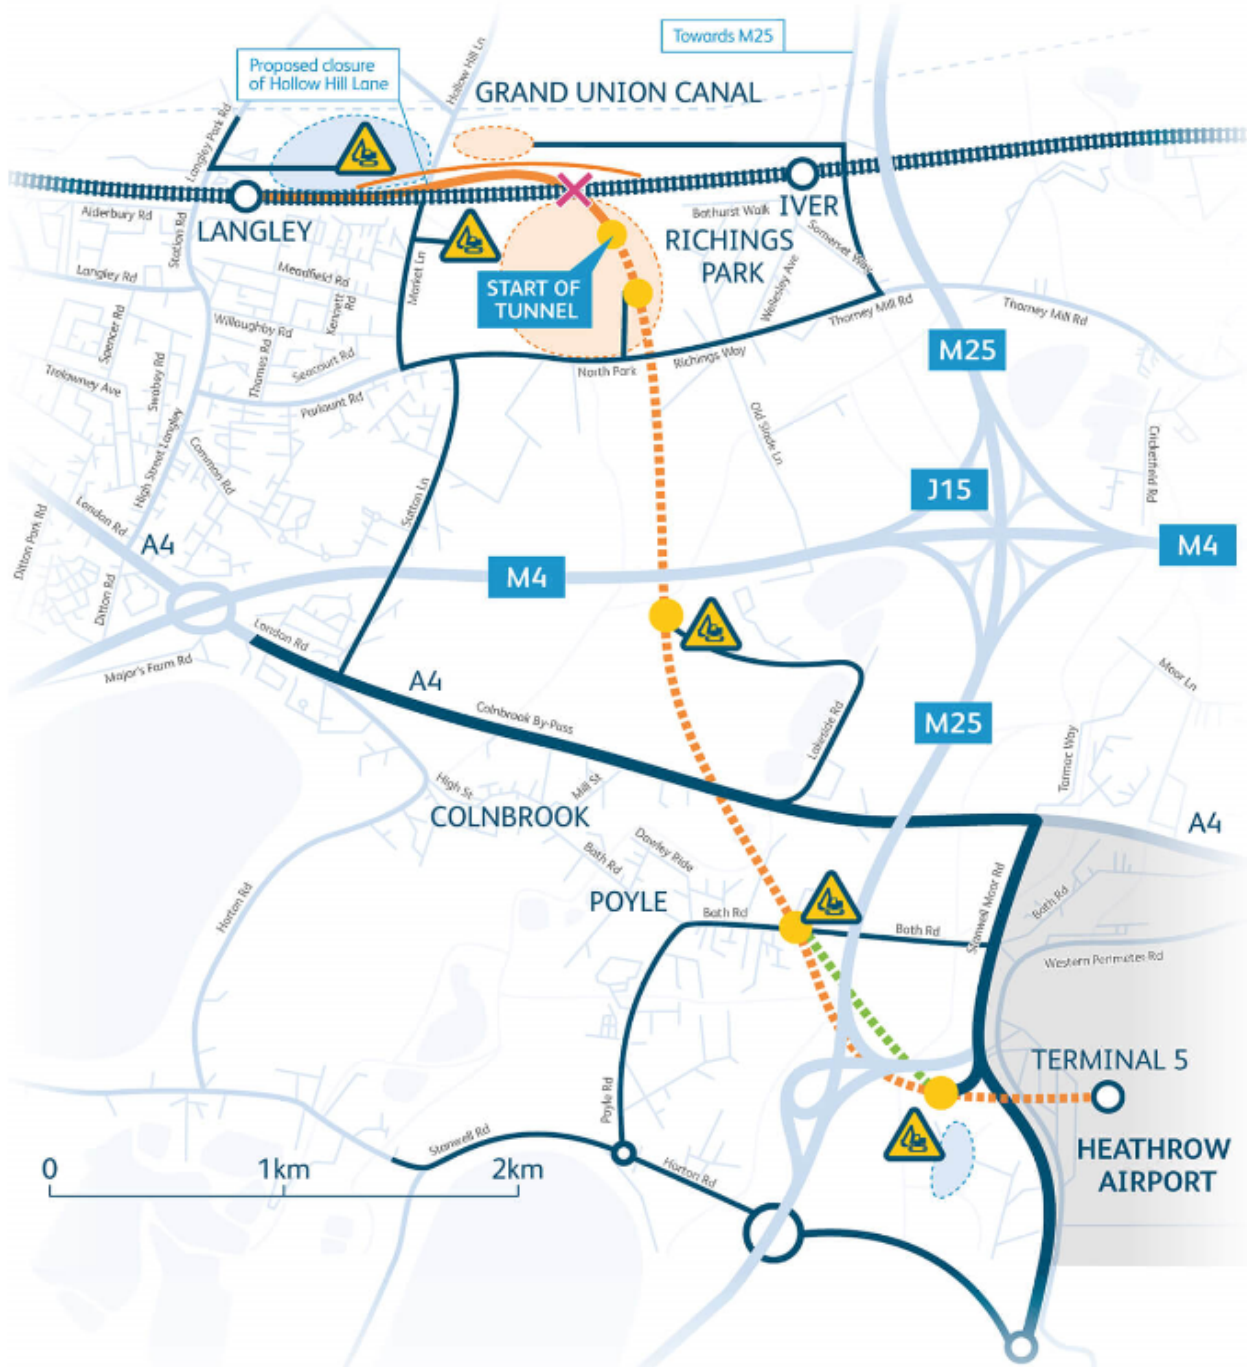 Towards M25
Proposed closure
of Hollow Hill Lane
Hollow Hill Ln
GRAND UNION CANAL
Langley Park Rd
LANGLEY
IVER
Alderbury Rd
Station Rd
Bathurst Walk
RICHINGS
PARK
Somerset Way
Langley Rd
Meadfield Rd
Market Ln
START OF
TUNNEL
Wellesley Ave
Thorney Mill Rd
Thorney Mill Rd
Spencer Rd
Willoughby Rd
Kennett
Rd
M25
Trelawney Ave
Swabey Rd
Thomas Rd
Seacourt Rd
North Park
Richings Way
Parlaunt Rd
Old Slade Ln
High Street Langley
Common Rd
Cricketfield Rd
J15
Sutton Ln
London Rd
Ditton Park Rd
A4
M4
M4
Ditton Rd
London Rd
Major's Farm Rd
A4
Moor Ln
Colnbrook By-Pass
Lakeside Rd
M25
Tarmac Way
High St
Mill St
COLNBROOK
A4
Dawley Ride
Bath Rd
Horton Rd
POYLE
Bath Rd
Bath Rd
Stanwell Moor Rd
Bath Rd
Western Perimeter Rd
TERMINAL 5
Poyle Rd
Stanwell Rd
HEATHROW
AIRPORT
Horton Rd
0
1km
2km